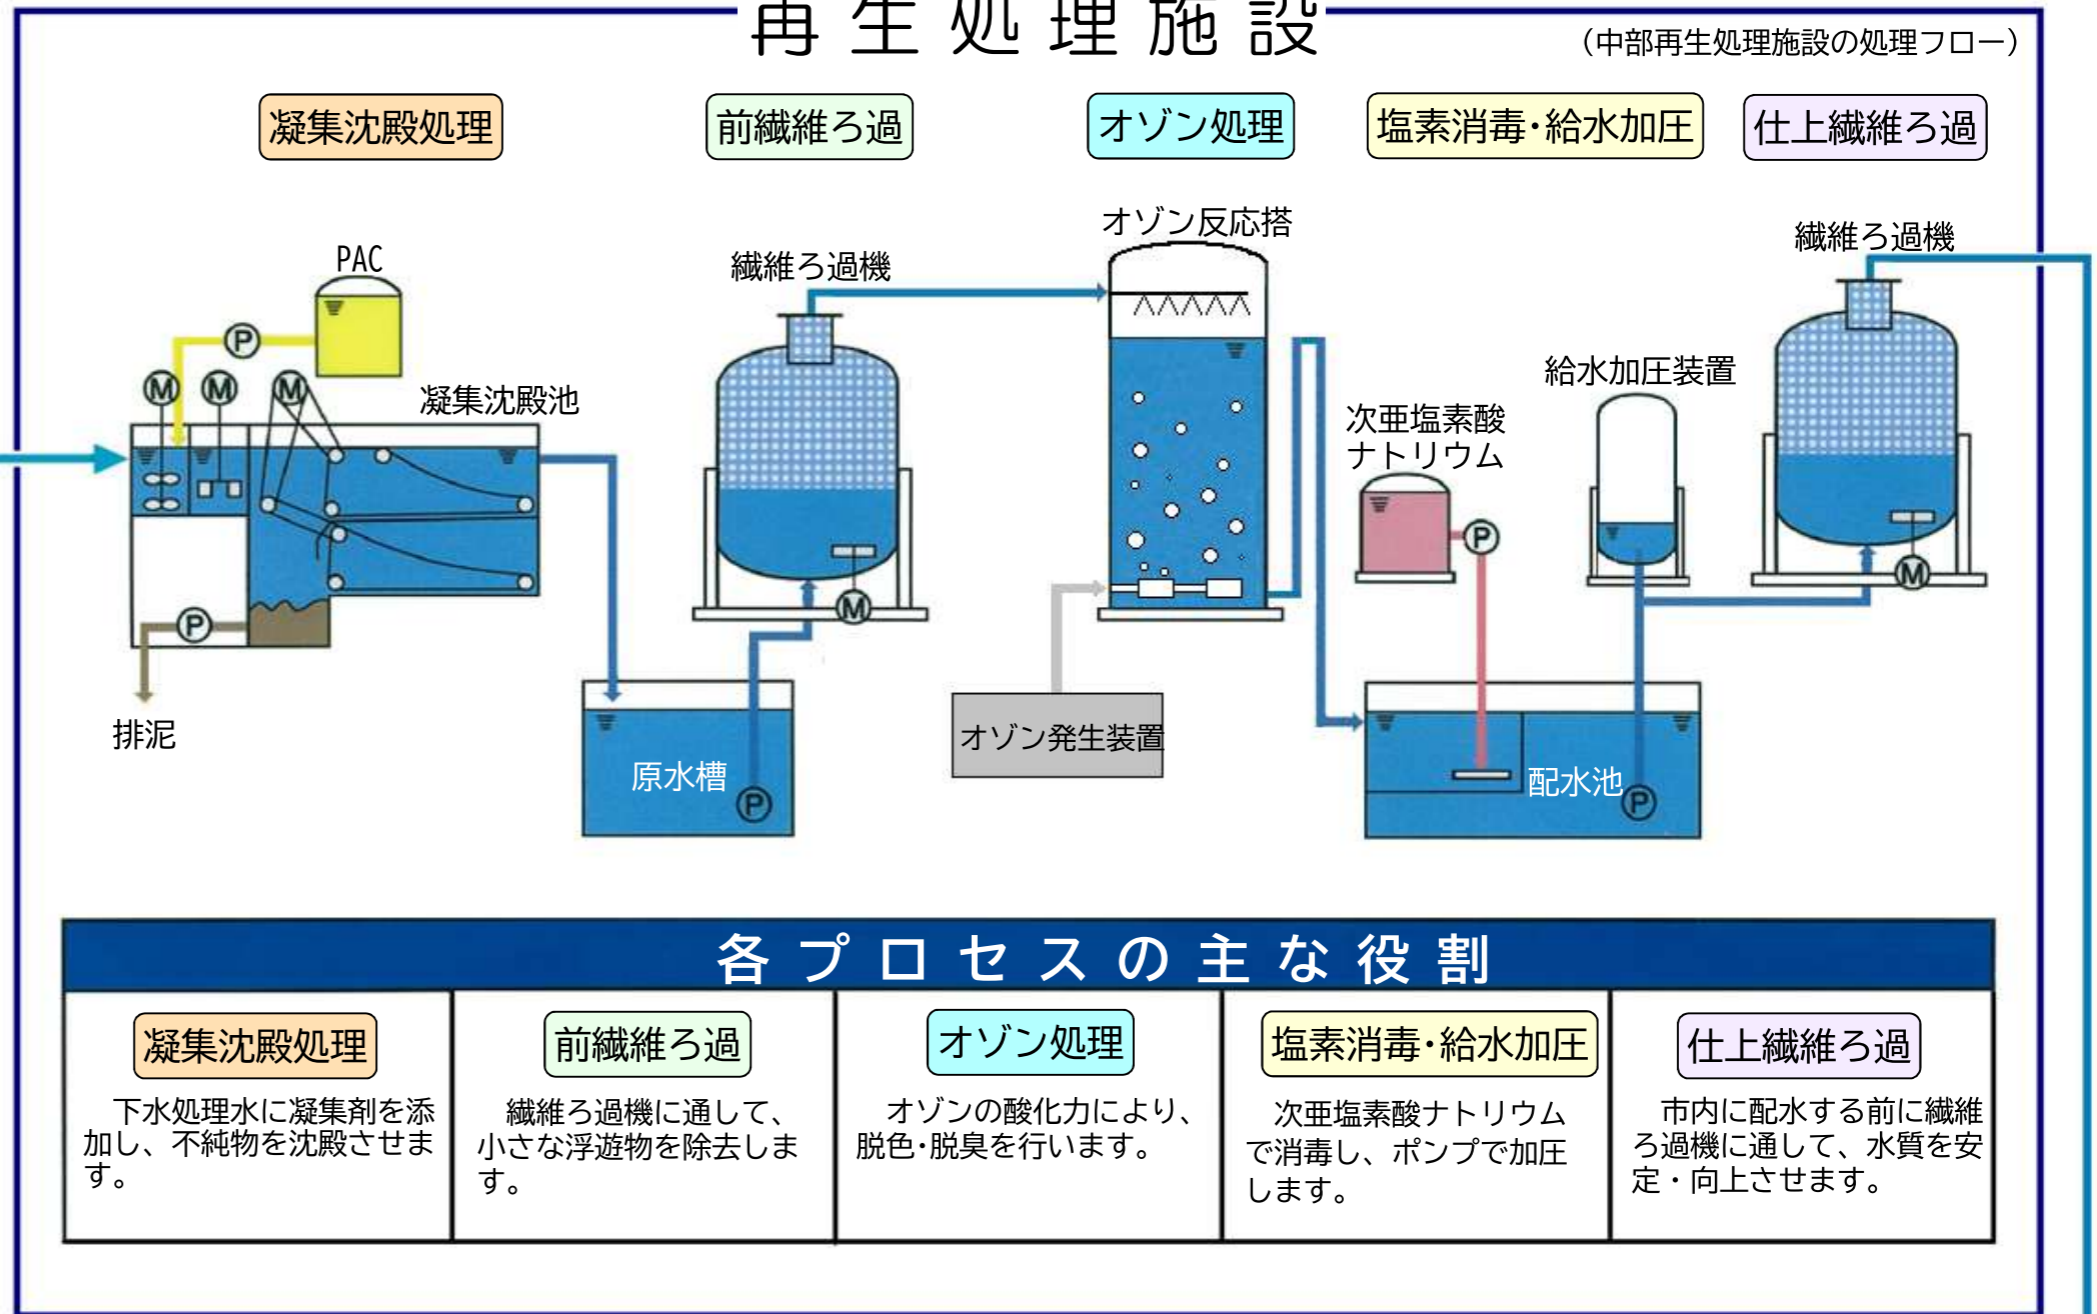 再生処理施設
（中部再生処理施設の処理フロー）
凝集沈殿処理
前繊維ろ過
オゾン処理
塩素消毒･給水加圧
仕上繊維ろ過
オゾン反応搭
繊維ろ過機
PAC
繊維ろ過機
P
給水加圧装置
M
M
M
凝集沈殿池
次亜塩素酸
ナトリウム
P
M
M
P
排泥
オゾン発生装置
原水槽
P
配水池
P
各プロセスの主な役割
凝集沈殿処理
下水処理水に凝集剤を添
加し、不純物を沈殿させま
す。
前繊維ろ過
繊維ろ過機に通して、
小さな浮遊物を除去しま
す。
オゾン処理
オゾンの酸化力により、
脱色･脱臭を行います。
塩素消毒･給水加圧
次亜塩素酸ナトリウム
で消毒し、ポンプで加圧
します。
仕上繊維ろ過
市内に配水する前に繊維
ろ過機に通して、水質を安
定・向上させます。